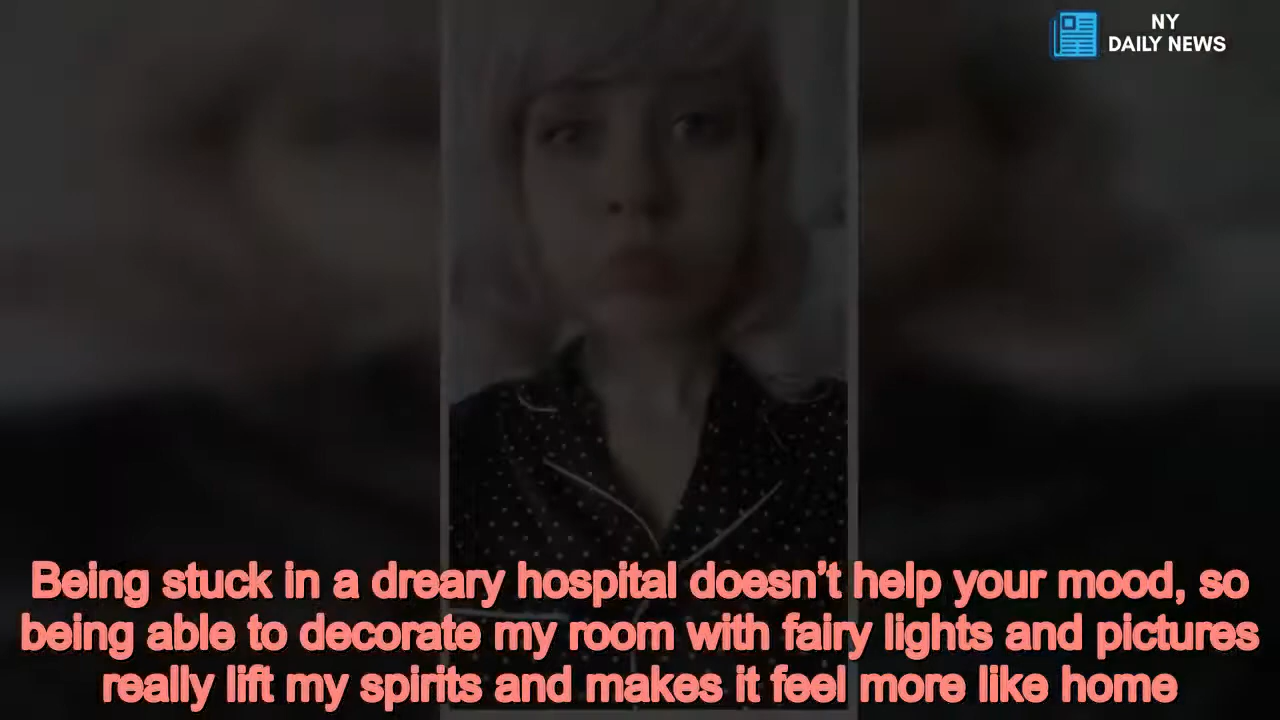 NY
DAILY NEWS
Being stuck in a dreary hospital doesn’t help your mood, so
being able to decorate my room with fairy lights and pictures
really lift my spirits and makes it feel more like home